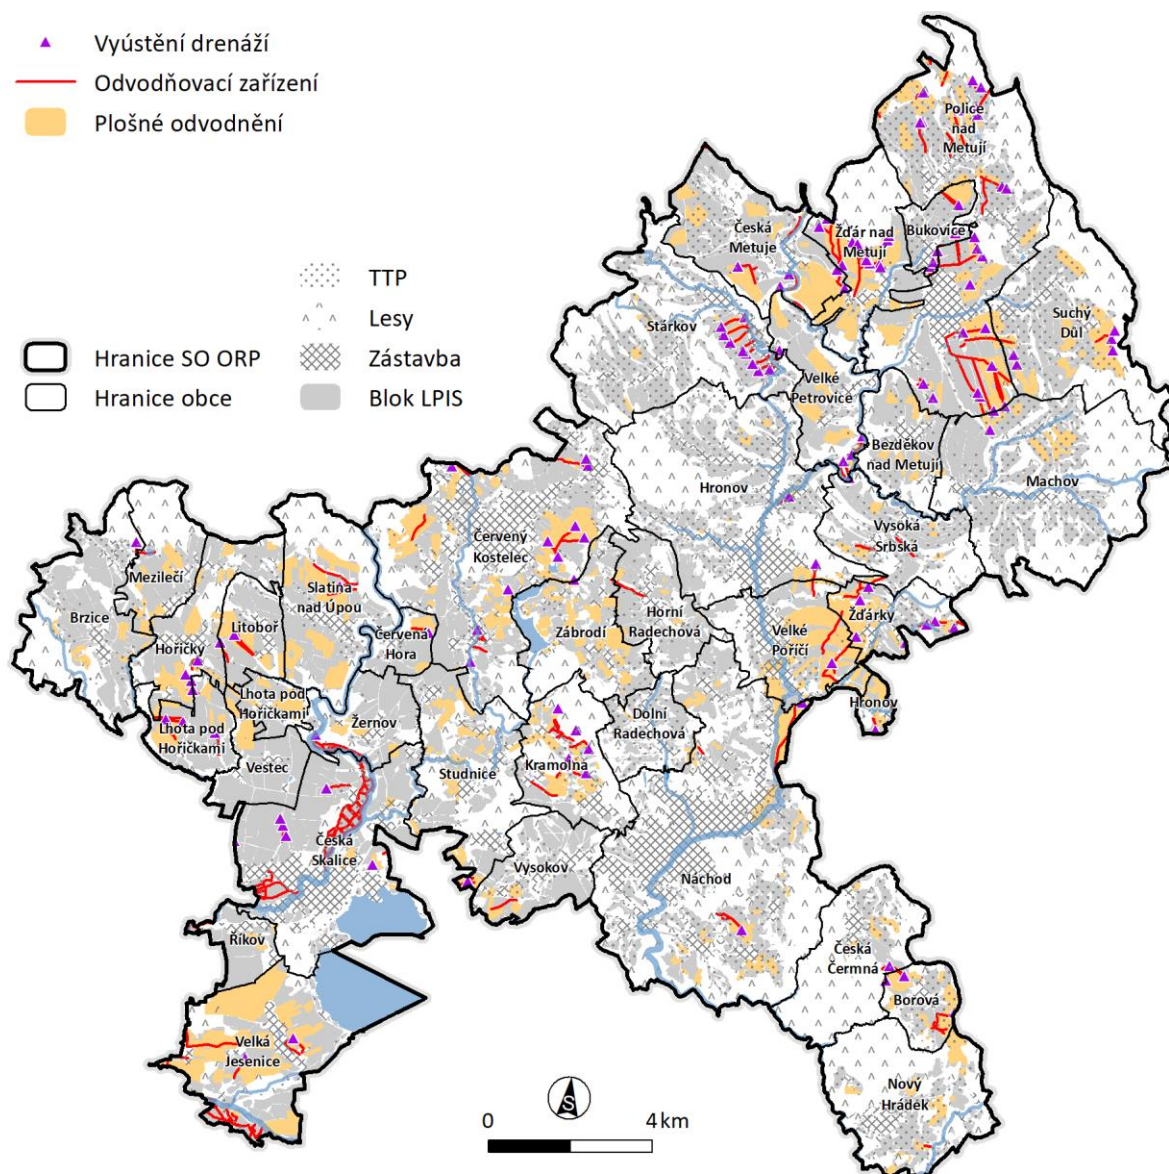 Vyústění drenáží
Odvodňovací zařízení
Plošné odvodnění
TTP
Lesy
Hranice SO ORP
Zástavba
Hranice obce
Blok LPIS
Police
nad
Metují
Česká
Metuje
Žďár nad
Metují
Bukovice
Stárkov
Suchý
Důl
Velké
Petrovice
Bezděkov
nad Metují
Machov
Hronov
Vysoká
Srbská
Červený
Kostelec
Mezilečí
Slatina
nad Úpou
Brzice
Litoboř
Hořičky
Červená
Hora
Zábrodí
Horní
Radechová
Velké
Poříčí
Žďárky
Hronov
Lhota pod
Hořičkami
Lhota pod
Hořičkami
Žernov
Dolní
Radechová
Vestec
Studnice
Kramolna
Česká
Skalice
Vysokov
Náchod
Říkov
Česká
Čermná
Borová
Velká
Jesenice
Nový
Hrádek
S
0
4 km